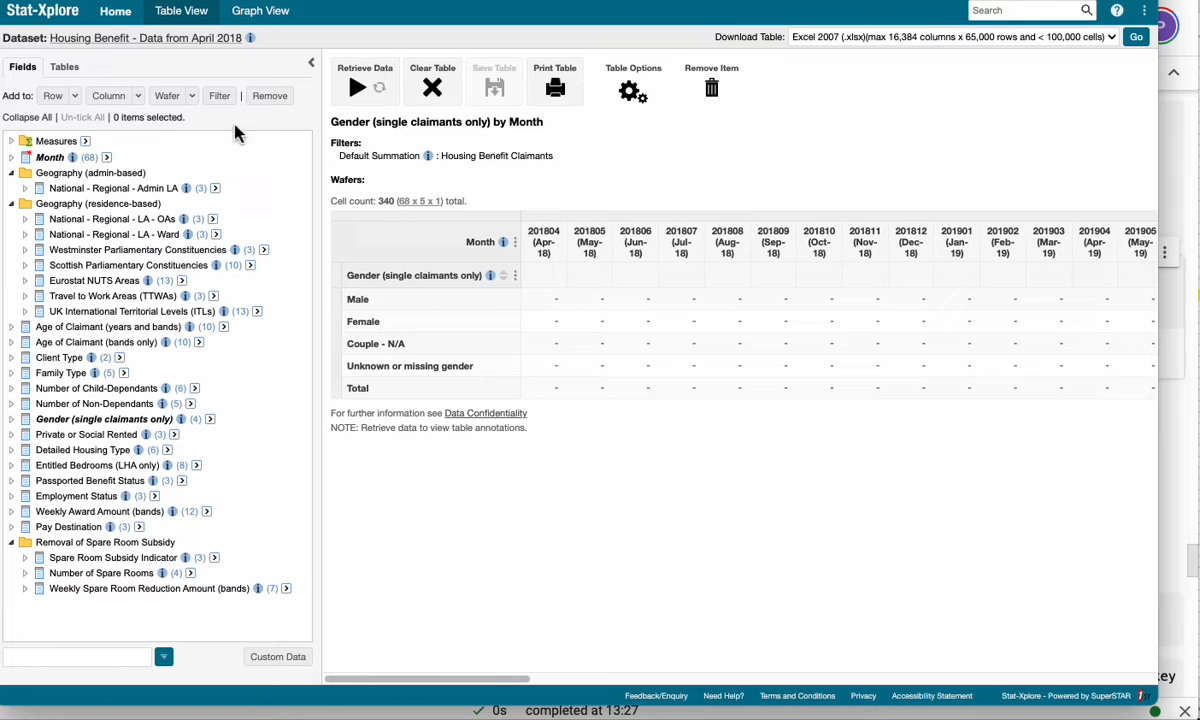 Stat-Xplore Home Table View Graph View Search
Dataset: Housing Benefit - Data from April 2018
Download Table: Excel 2007 (.xlsx)(max 16,384 columns x 65,000 rows and < 100,000 cells) Go
Fields Tables
Add to: Row Column Wafer Filter | Remove
Collapse All | Un-tick All | 0 items selected.
Measures
Month (68)
Geography (admin-based)
National - Regional - Admin LA (3)
Geography (residence-based)
National - Regional - LA - OAs (3)
National - Regional - LA - Ward (3)
Westminster Parliamentary Constituencies (3)
Scottish Parliamentary Constituencies (10)
Eurostat NUTS Areas (13)
Travel to Work Areas (TTWAs) (3)
UK International Territorial Levels (ITLs) (13)
Age of Claimant (years and bands) (10)
Age of Claimant (bands only) (10)
Client Type (2)
Family Type (5)
Number of Child-Dependants (6)
Number of Non-Dependants (5)
Gender (single claimants only) (4)
Private or Social Rented (3)
Detailed Housing Type (6)
Entitled Bedrooms (LHA only) (8)
Passported Benefit Status (3)
Employment Status (3)
Weekly Award Amount (bands) (12)
Pay Destination (3)
Removal of Spare Room Subsidy
Spare Room Subsidy Indicator (3)
Number of Spare Rooms (4)
Weekly Spare Room Reduction Amount (bands) (7)
Custom Data
Retrieve Data Clear Table Save Table Print Table Table Options Remove Item
Gender (single claimants only) by Month
Filters:
Default Summation : Housing Benefit Claimants
Wafers:
Cell count: 340 (68 x 5 x 1) total.
Month 201804 (Apr-18) 201805 (May-18) 201806 (Jun-18) 201807 (Jul-18) 201808 (Aug-18) 201809 (Sep-18) 201810 (Oct-18) 201811 (Nov-18) 201812 (Dec-18) 201901 (Jan-19) 201902 (Feb-19) 201903 (Mar-19) 201904 (Apr-19) 201905 (May-19)
Gender (single claimants only)
Male - - - - - - - - - - - - - -
Female - - - - - - - - - - - - - -
Couple - N/A - - - - - - - - - - - - - -
Unknown or missing gender - - - - - - - - - - - - - -
Total - - - - - - - - - - - - - -
For further information see Data Confidentiality
NOTE: Retrieve data to view table annotations.
Feedback/Enquiry Need Help? Terms and Conditions Privacy Accessibility Statement Stat-Xplore - Powered by SuperSTAR
key
0s completed at 13:27